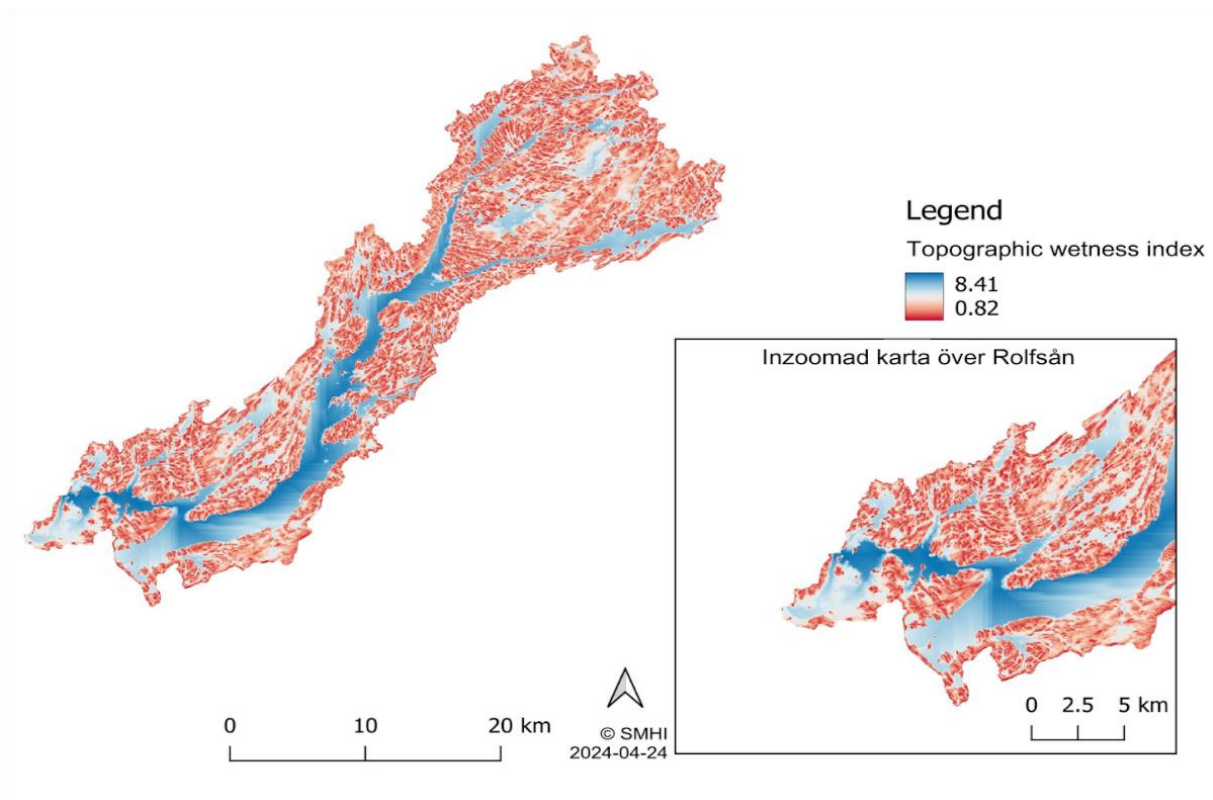 Legend
Topographic wetness index
8.41
0.82
Inzoomad karta över Rolfsån
0 2.5 5 km
0 10 20 km
© SMHI
2024-04-24